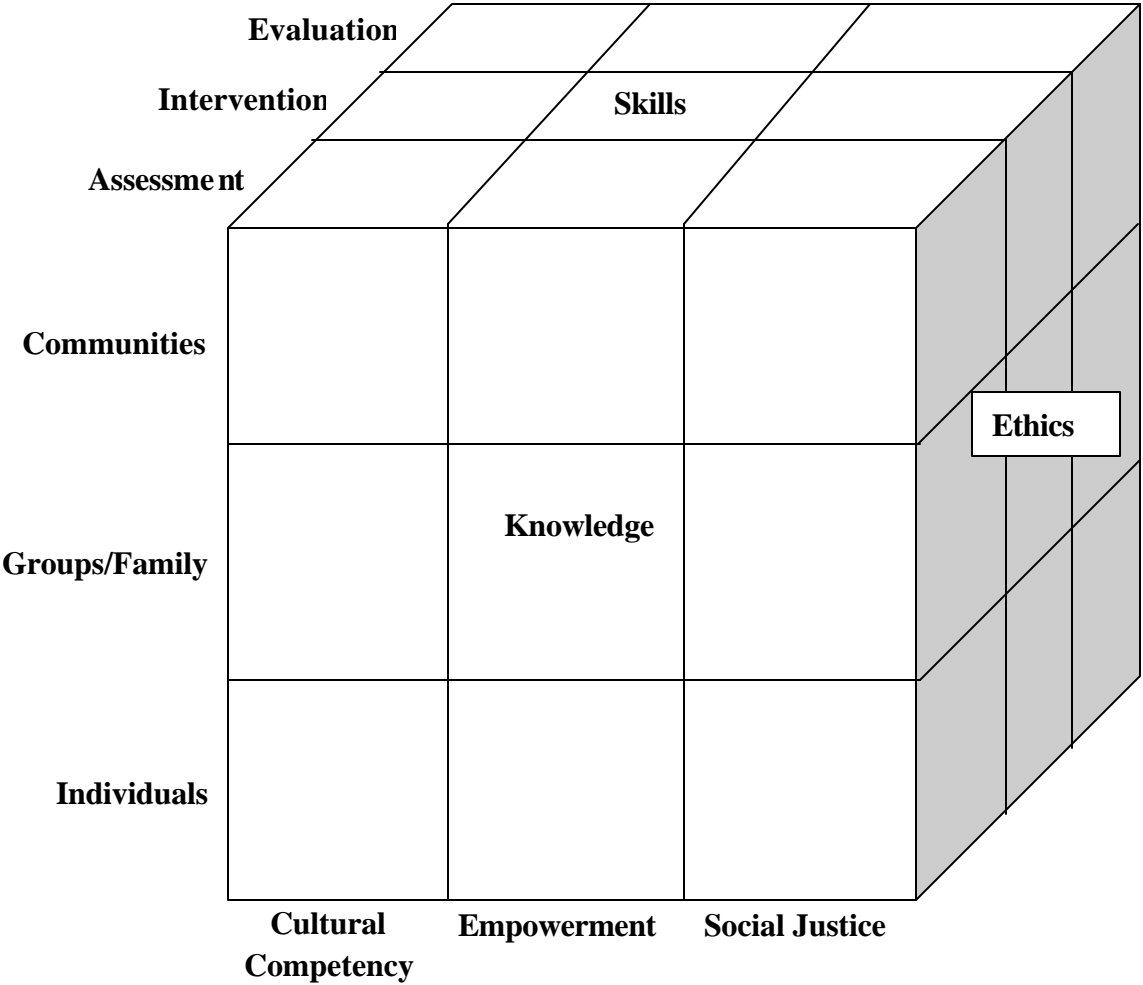 Evaluation
Intervention
Skills
Assessment
Communities
Ethics
Knowledge
Groups/Family
Individuals
Cultural
Competency
Empowerment
Social Justice